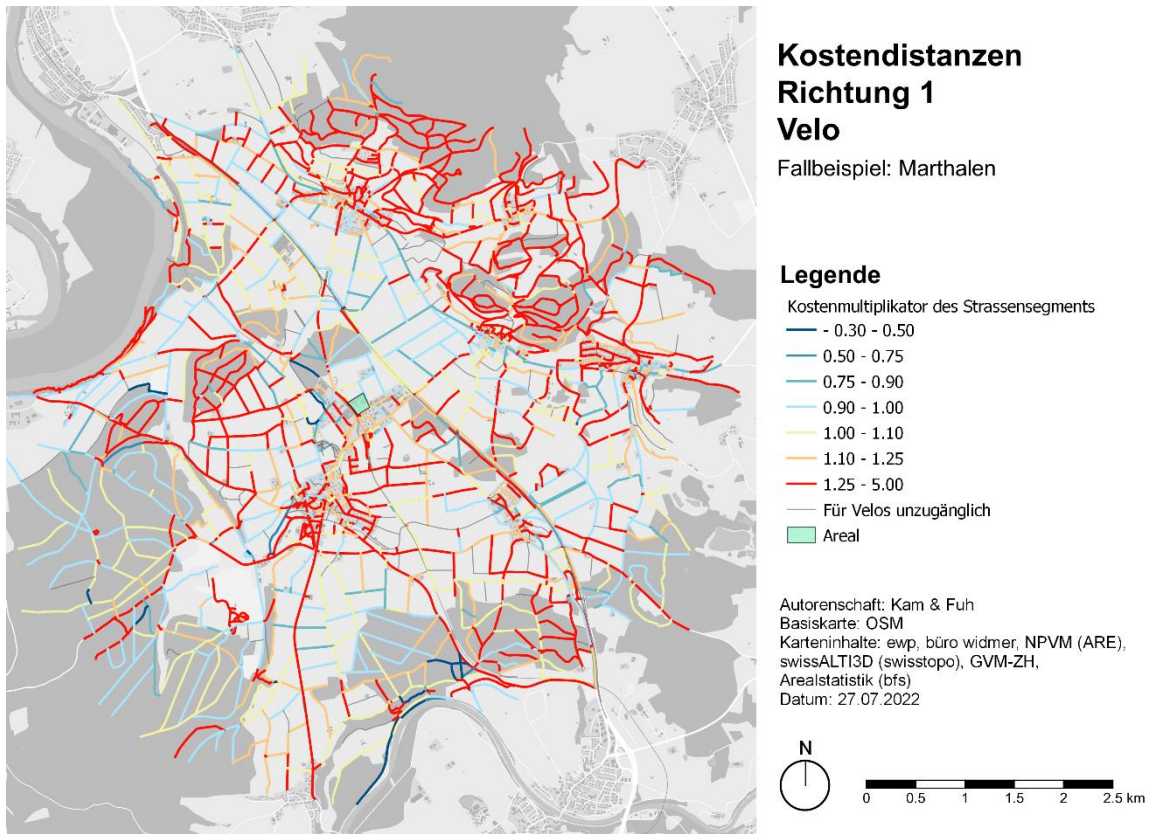 Kostendistanzen
Richtung 1
Velo
Fallbeispiel: Marthalen
Legende
Kostenmultiplikator des Strassensegments
- 0.30 - 0.50
0.50 - 0.75
0.75 - 0.90
0.90 - 1.00
1.00 - 1.10
1.10 - 1.25
1.25 - 5.00
Für Velos unzugänglich
Areal
Autorenschaft: Kam & Fuh
Basiskarte: OSM
Karteninhalte: ewp, büro widmer, NPVM (ARE),
swissALTI3D (swisstopo), GVM-ZH,
Arealstatistik (bfs)
Datum: 27.07.2022
N
0 0.5 1 1.5 2 2.5 km